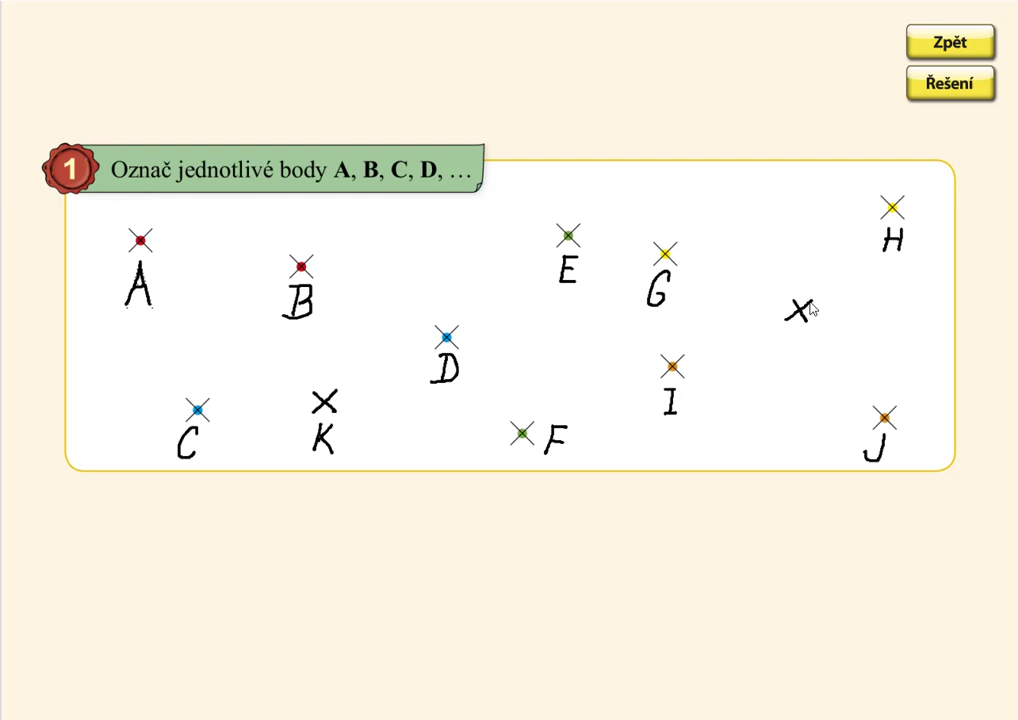 Zpět
Řešení
1 Označ jednotlivé body A, B, C, D, …
H
E
A
B
G
D
I
C
K
F
J